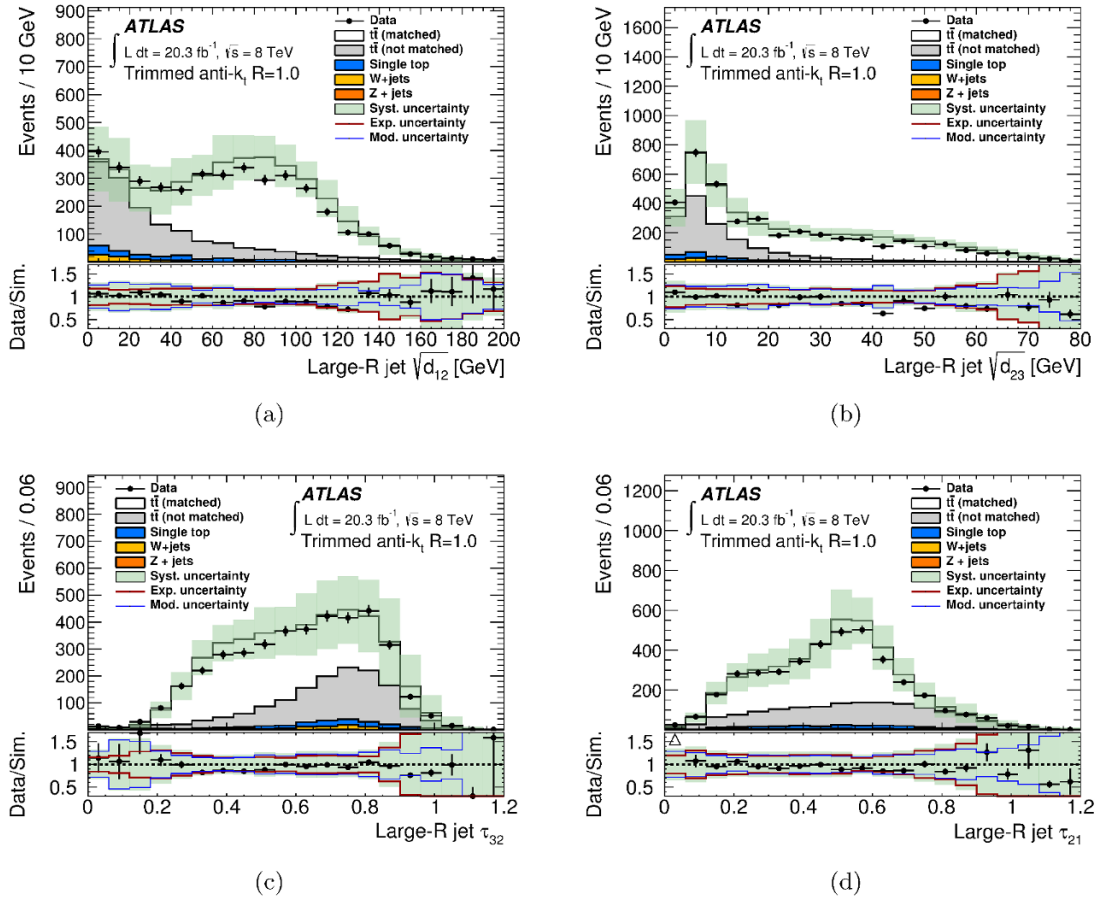 Events / 10 GeV
900
800
700
600
500
400
300
200
100
ATLAS
∫ L dt = 20.3 fb⁻¹, √s = 8 TeV
Trimmed anti-kₜ R=1.0
Data
tt̄ (matched)
tt̄ (not matched)
Single top
W+jets
Z + jets
Syst. uncertainty
Exp. uncertainty
Mod. uncertainty
Data/Sim.
1.5
1
0.5
0 20 40 60 80 100 120 140 160 180 200
Large-R jet √d₁₂ [GeV]
(a)
Events / 10 GeV
1600
1400
1200
1000
800
600
400
200
0
ATLAS
∫ L dt = 20.3 fb⁻¹, √s = 8 TeV
Trimmed anti-kₜ R=1.0
Data
tt̄ (matched)
tt̄ (not matched)
Single top
W+jets
Z + jets
Syst. uncertainty
Exp. uncertainty
Mod. uncertainty
Data/Sim.
1.5
1
0.5
0 10 20 30 40 50 60 70 80
Large-R jet √d₂₃ [GeV]
(b)
Events / 0.06
900
800
700
600
500
400
300
200
100
Data
tt̄ (matched)
tt̄ (not matched)
Single top
W+jets
Z + jets
Syst. uncertainty
Exp. uncertainty
Mod. uncertainty
ATLAS
∫ L dt = 20.3 fb⁻¹, √s = 8 TeV
Trimmed anti-kₜ R=1.0
Data/Sim.
1.5
1
0.5
0 0.2 0.4 0.6 0.8 1 1.2
Large-R jet τ₃₂
(c)
Events / 0.06
1200
1000
800
600
400
200
0
ATLAS
∫ L dt = 20.3 fb⁻¹, √s = 8 TeV
Trimmed anti-kₜ R=1.0
Data
tt̄ (matched)
tt̄ (not matched)
Single top
W+jets
Z + jets
Syst. uncertainty
Exp. uncertainty
Mod. uncertainty
Data/Sim.
1.5
1
0.5
0 0.2 0.4 0.6 0.8 1 1.2
Large-R jet τ₂₁
(d)